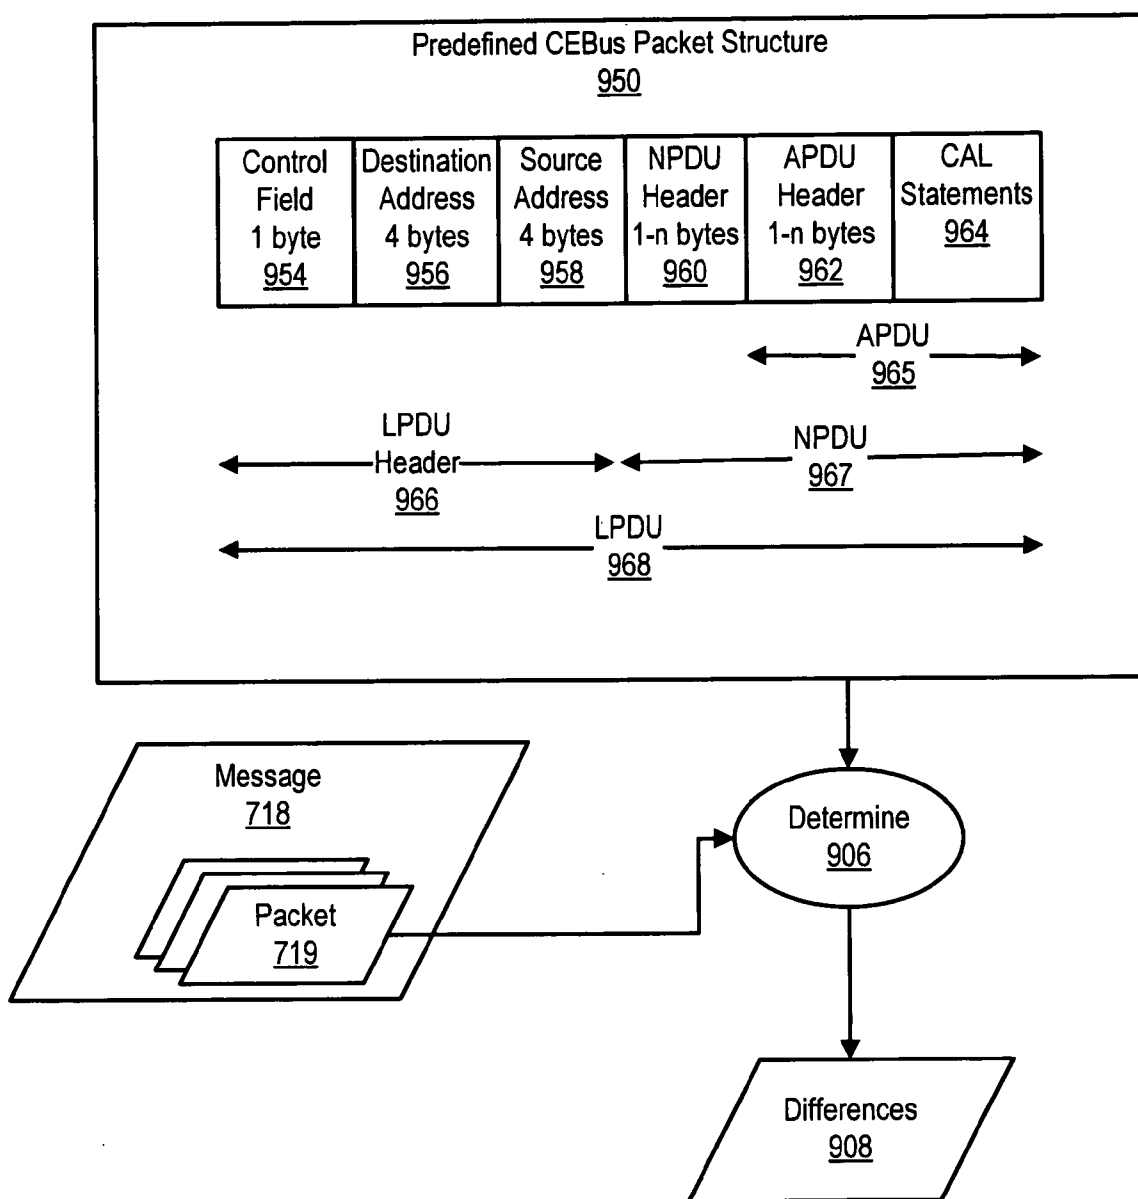 Predefined CEBus Packet Structure
950
Control
Field
1 byte
954
Destination
Address
4 bytes
956
Source
Address
4 bytes
958
NPDU
Header
1-n bytes
960
APDU
Header
1-n bytes
962
CAL
Statements
964
APDU
965
LPDU
Header
966
NPDU
967
LPDU
968
Message
718
Packet
719
Determine
906
Differences
908